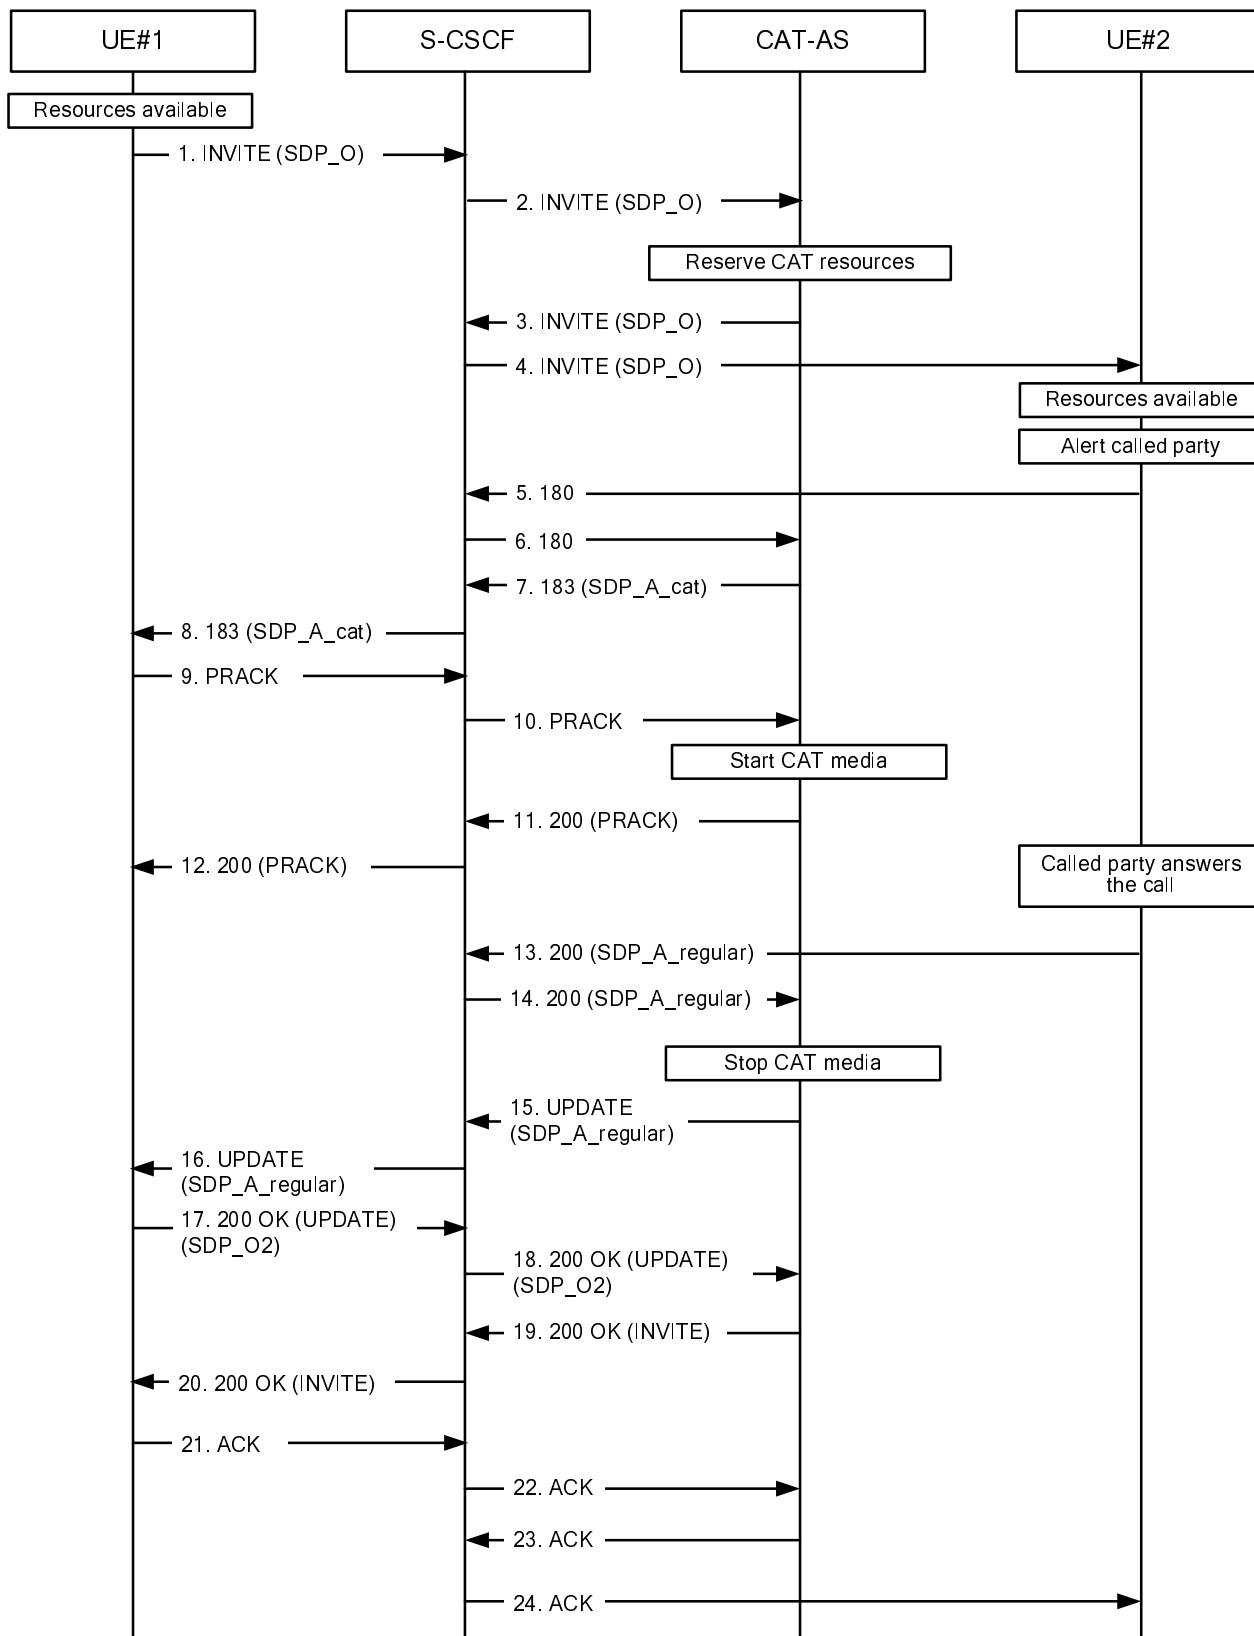 UE#1
S-CSCF
CAT-AS
UE#2
Resources available
1. INVITE (SDP_O)
2. INVITE (SDP_O)
Reserve CAT resources
3. INVITE (SDP_O)
4. INVITE (SDP_O)
Resources available
Alert called party
5. 180
6. 180
7. 183 (SDP_A_cat)
8. 183 (SDP_A_cat)
9. PRACK
10. PRACK
Start CAT media
11. 200 (PRACK)
12. 200 (PRACK)
Called party answers
the call
13. 200 (SDP_A_regular)
14. 200 (SDP_A_regular)
Stop CAT media
15. UPDATE
(SDP_A_regular)
16. UPDATE
(SDP_A_regular)
17. 200 OK (UPDATE)
(SDP_O2)
18. 200 OK (UPDATE)
(SDP_O2)
19. 200 OK (INVITE)
20. 200 OK (INVITE)
21. ACK
22. ACK
23. ACK
24. ACK